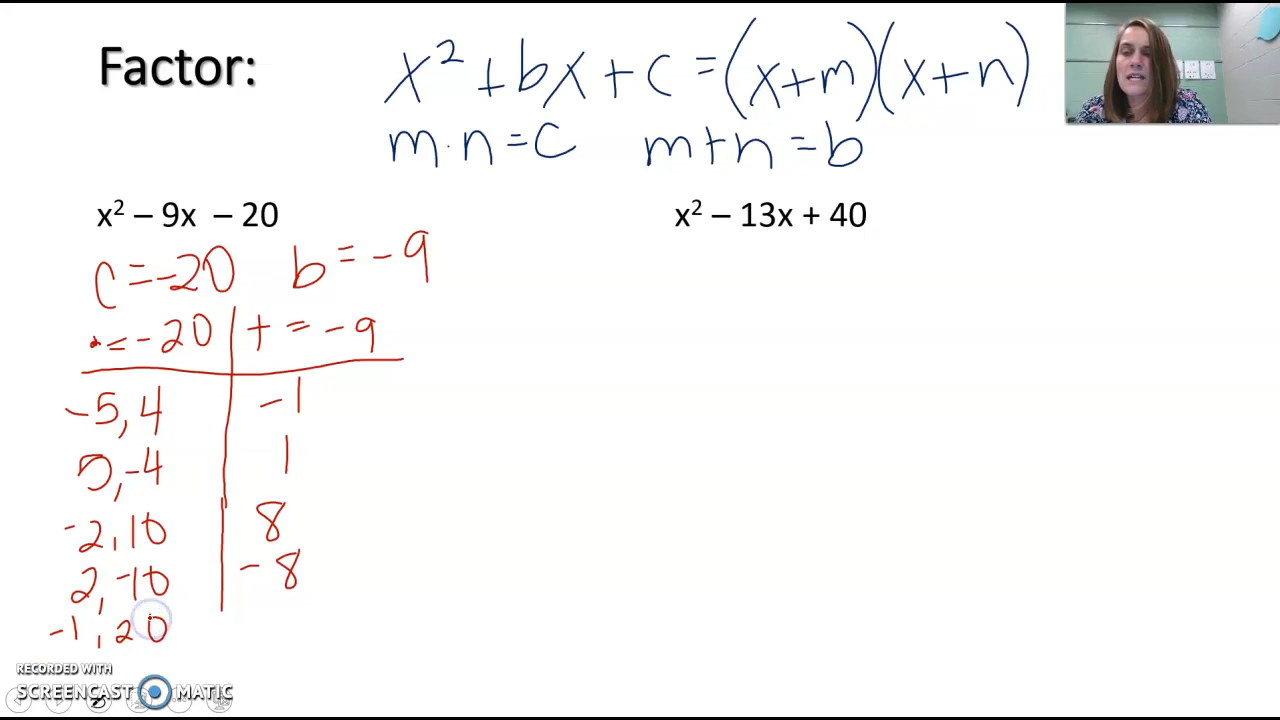 Factor:
x² + bx + c = (x+m)(x+n)
m · n = c m+n = b
x² – 9x – 20
x² – 13x + 40
c = -20 b = -9
· = -20 + = -9
-5, 4 -1
5, -4 1
-2, 10 8
2, -10 -8
-1, 20
RECORDED WITH
SCREENCAST MATIC